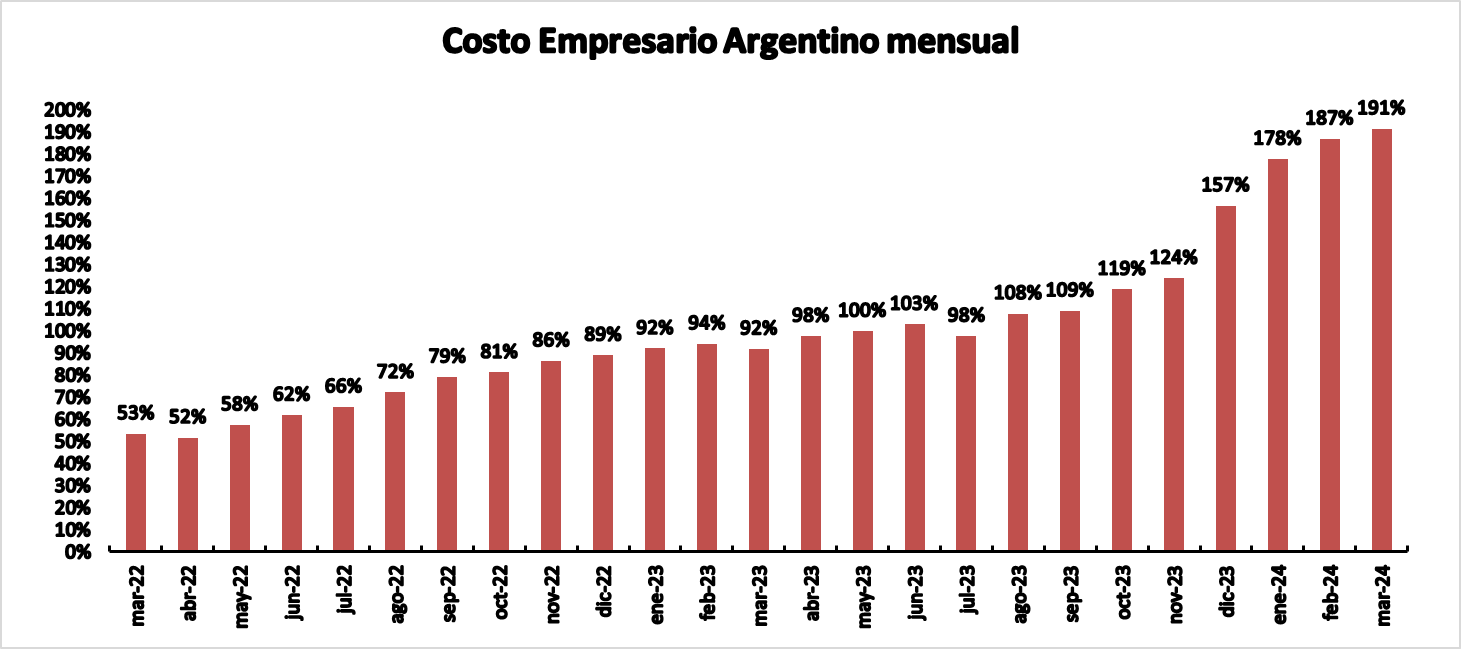 Costo Empresario Argentino mensual
200%
190%
180%
170%
160%
150%
140%
130%
120%
110%
100%
90%
80%
70%
60%
50%
40%
30%
20%
10%
0%
53%
52%
58%
62%
66%
72%
79%
81%
86%
89%
92%
94%
92%
98%
100%
103%
98%
108%
109%
119%
124%
157%
178%
187%
191%
mar-22
abr-22
may-22
jun-22
jul-22
ago-22
sep-22
oct-22
nov-22
dic-22
ene-23
feb-23
mar-23
abr-23
may-23
jun-23
jul-23
ago-23
sep-23
oct-23
nov-23
dic-23
ene-24
feb-24
mar-24